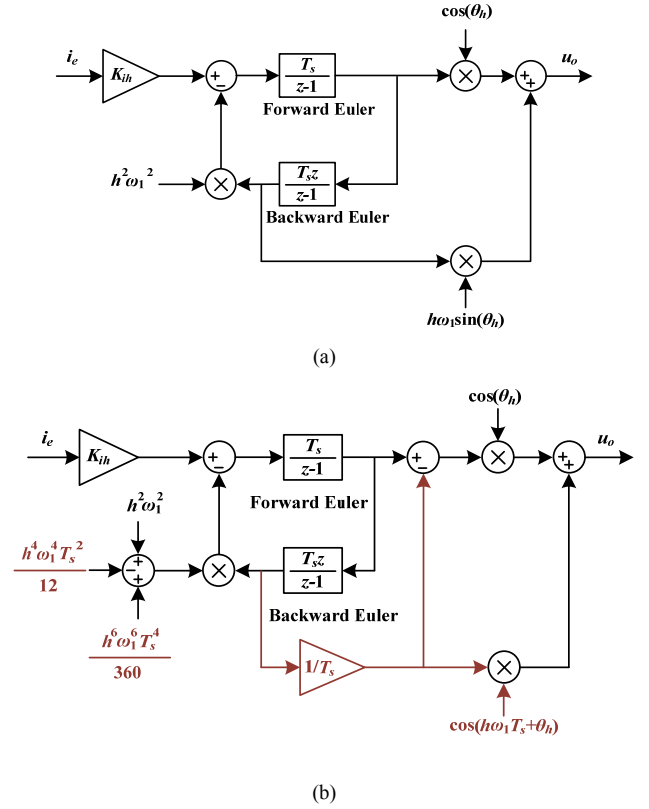 cos(θₕ)
iₑ
Kᵢₕ
+
−
Tₛ
z-1
×
+
+
uₒ
Forward Euler
h²ω₁²
×
Tₛz
z-1
Backward Euler
×
hω₁sin(θₕ)
(a)
cos(θₕ)
iₑ
Kᵢₕ
+
−
Tₛ
z-1
+
−
×
+
+
uₒ
Forward Euler
h²ω₁²
h⁴ω₁⁴Tₛ²
12
+
−
+
×
Tₛz
z-1
Backward Euler
h⁶ω₁⁶Tₛ⁴
360
1/Tₛ
×
cos(hω₁Tₛ+θₕ)
(b)